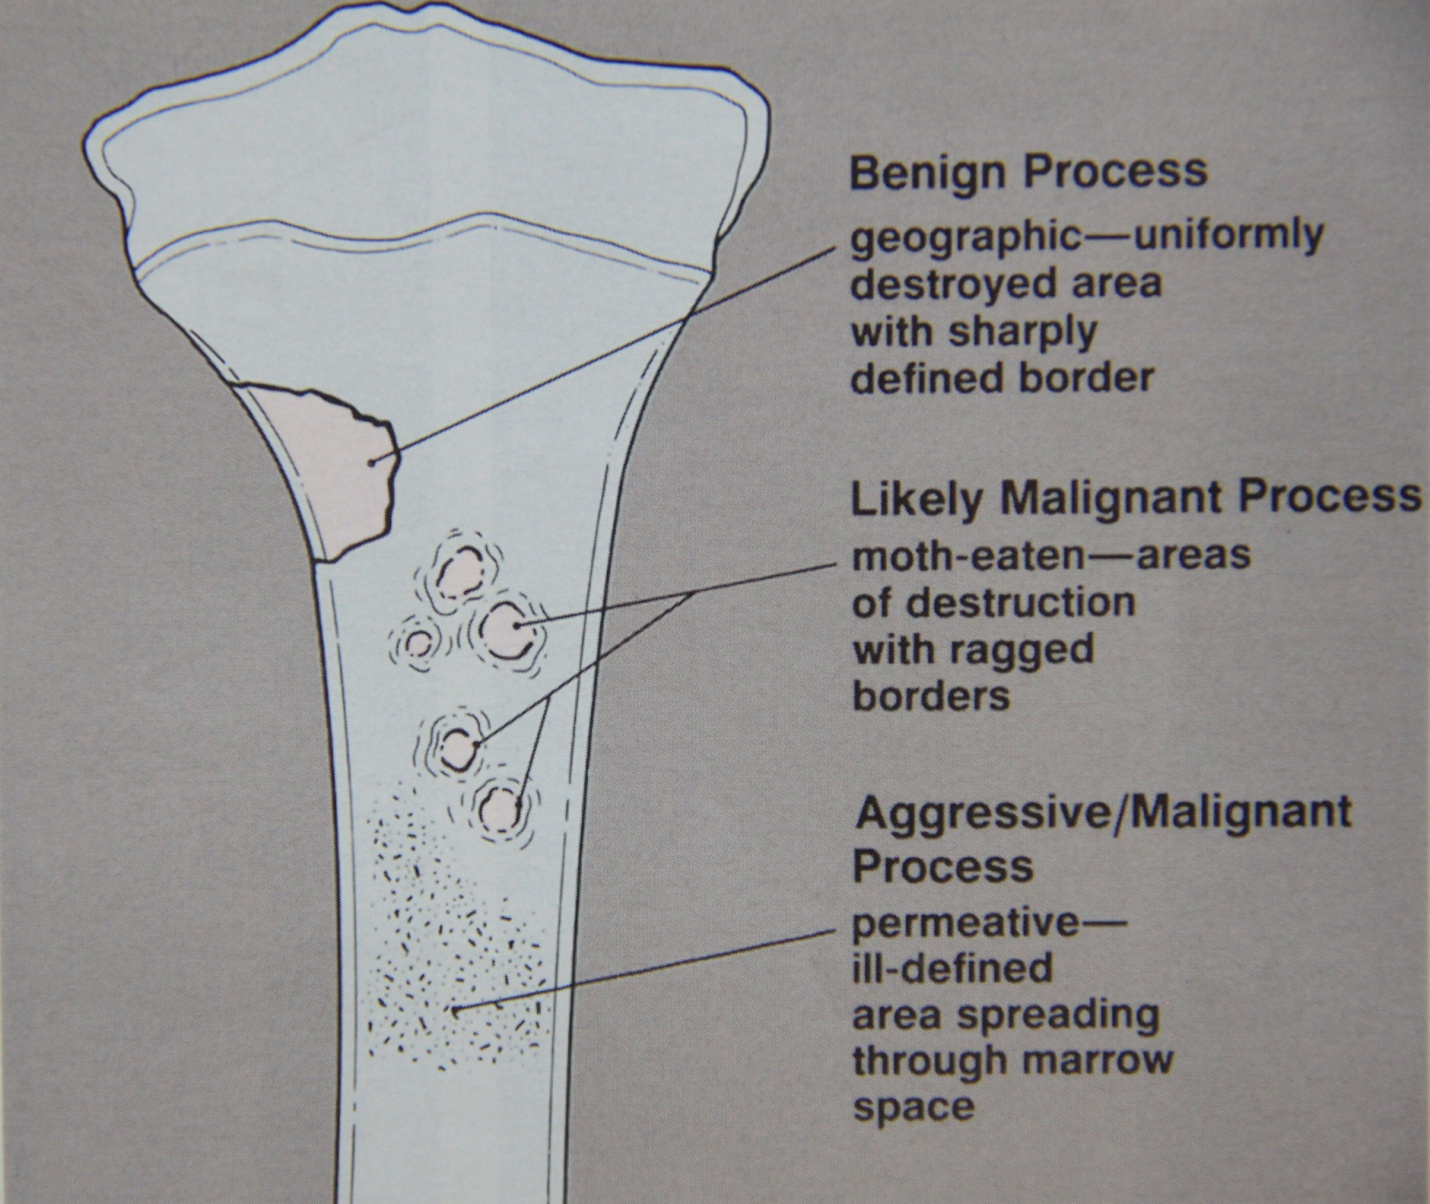 Benign Process
geographic—uniformly
destroyed area
with sharply
defined border
Likely Malignant Process
moth-eaten—areas
of destruction
with ragged
borders
Aggressive/Malignant
Process
permeative—
ill-defined
area spreading
through marrow
space